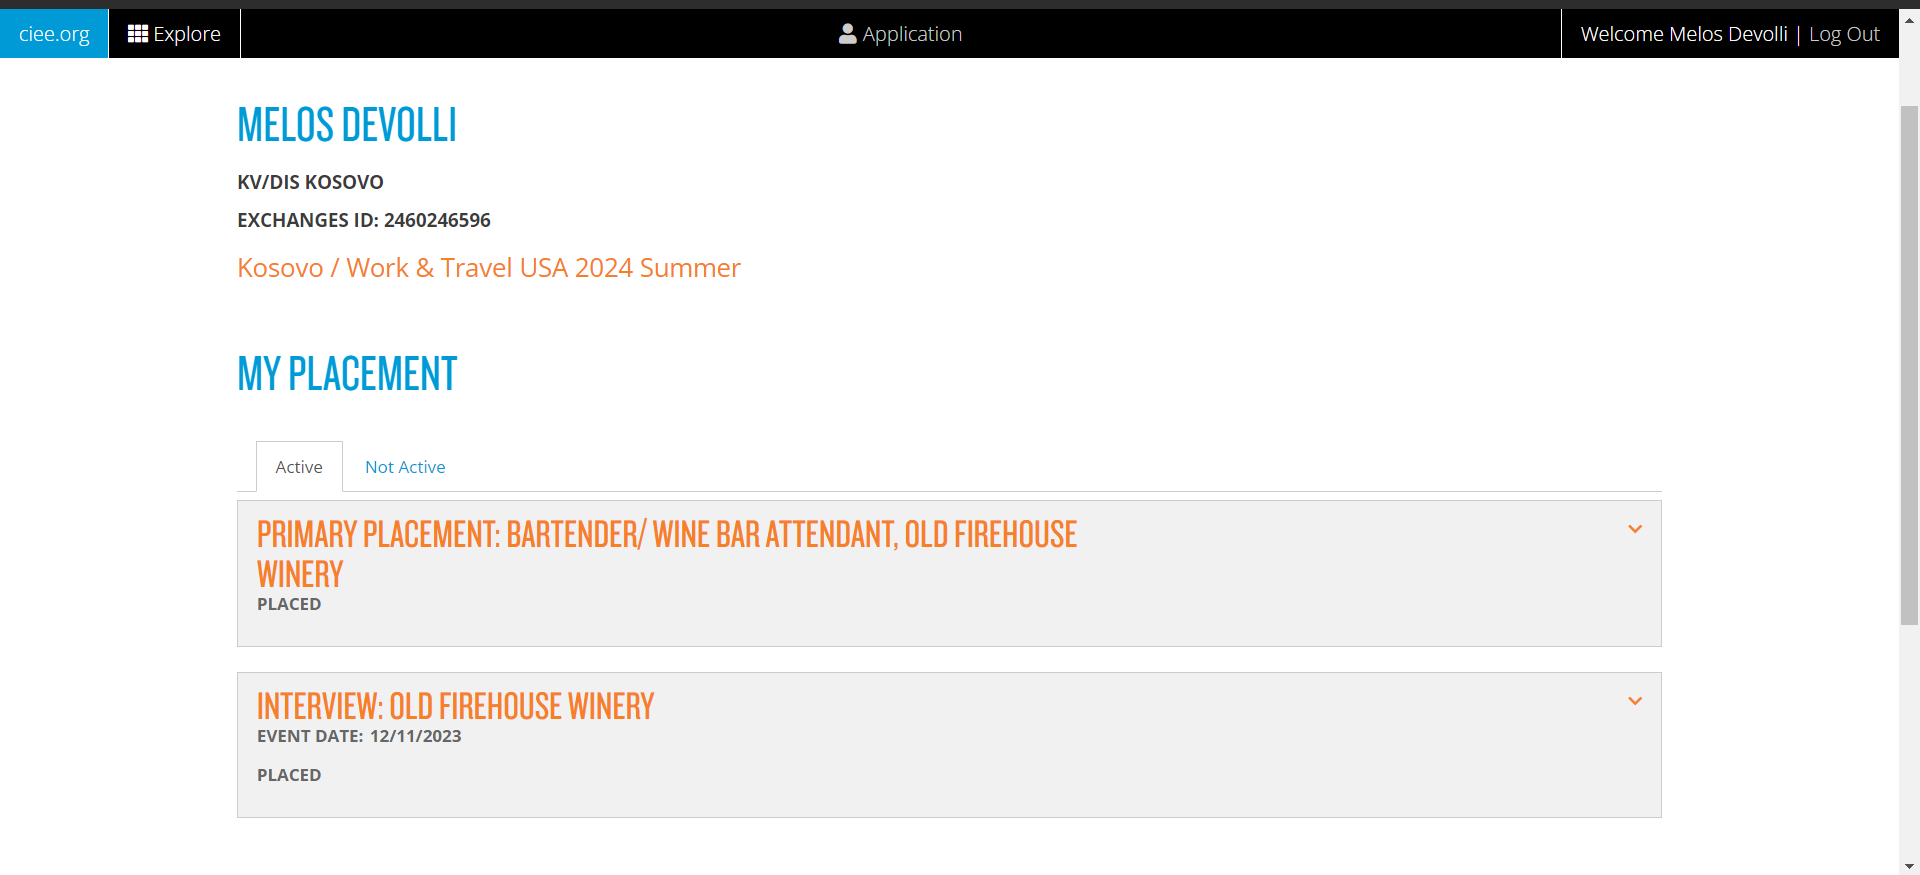 ciee.org
Explore
Application
Welcome Melos Devolli | Log Out
MELOS DEVOLLI
KV/DIS KOSOVO
EXCHANGES ID: 2460246596
Kosovo / Work & Travel USA 2024 Summer
MY PLACEMENT
Active
Not Active
PRIMARY PLACEMENT: BARTENDER/ WINE BAR ATTENDANT, OLD FIREHOUSE
WINERY
PLACED
INTERVIEW: OLD FIREHOUSE WINERY
EVENT DATE: 12/11/2023
PLACED